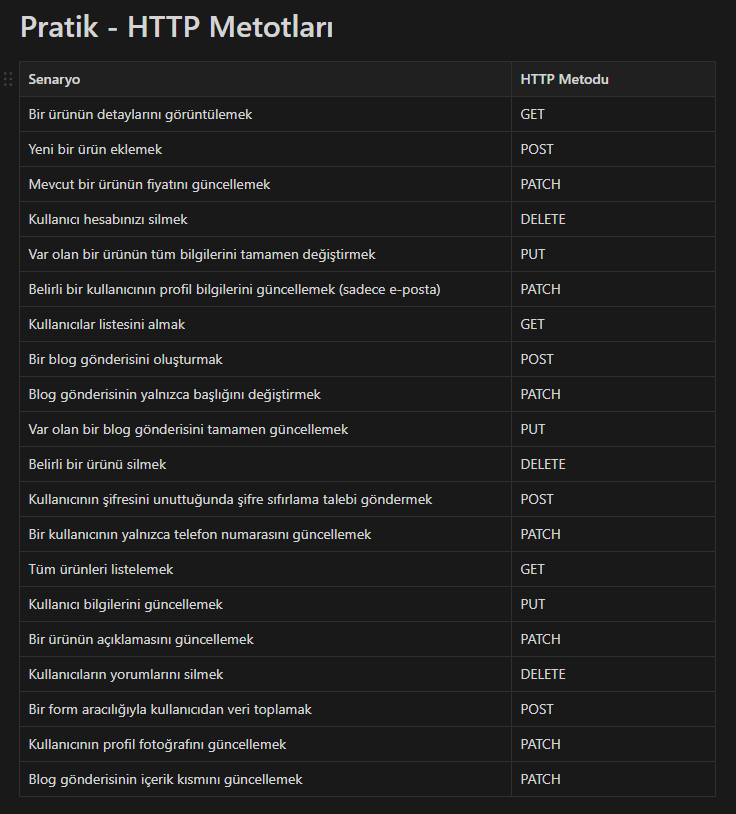 Pratik - HTTP Metotları
Senaryo HTTP Metodu
Bir ürünün detaylarını görüntülemek GET
Yeni bir ürün eklemek POST
Mevcut bir ürünün fiyatını güncellemek PATCH
Kullanıcı hesabınızı silmek DELETE
Var olan bir ürünün tüm bilgilerini tamamen değiştirmek PUT
Belirli bir kullanıcının profil bilgilerini güncellemek (sadece e-posta) PATCH
Kullanıcılar listesini almak GET
Bir blog gönderisini oluşturmak POST
Blog gönderisinin yalnızca başlığını değiştirmek PATCH
Var olan bir blog gönderisini tamamen güncellemek PUT
Belirli bir ürünü silmek DELETE
Kullanıcının şifresini unuttuğunda şifre sıfırlama talebi göndermek POST
Bir kullanıcının yalnızca telefon numarasını güncellemek PATCH
Tüm ürünleri listelemek GET
Kullanıcı bilgilerini güncellemek PUT
Bir ürünün açıklamasını güncellemek PATCH
Kullanıcıların yorumlarını silmek DELETE
Bir form aracılığıyla kullanıcıdan veri toplamak POST
Kullanıcının profil fotoğrafını güncellemek PATCH
Blog gönderisinin içerik kısmını güncellemek PATCH